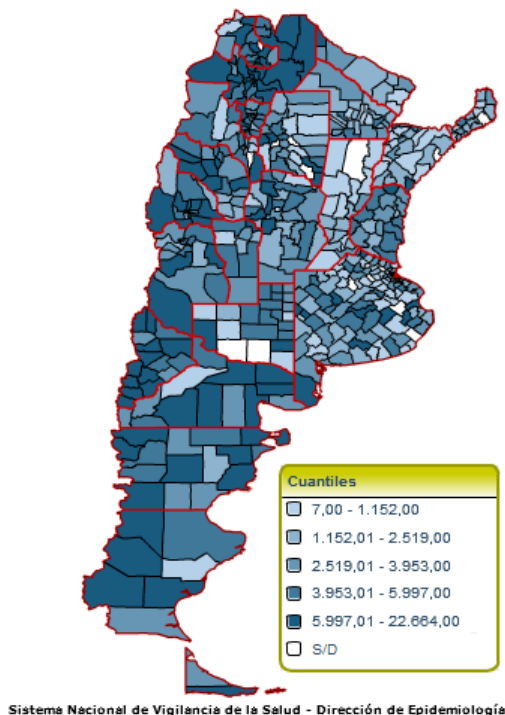 Cuantiles
7,00 - 1.152,00
1.152,01 - 2.519,00
2.519,01 - 3.953,00
3.953,01 - 5.997,00
5.997,01 - 22.664,00
S/D
Sistema Nacional de Vigilancia de la Salud - Dirección de Epidemiología